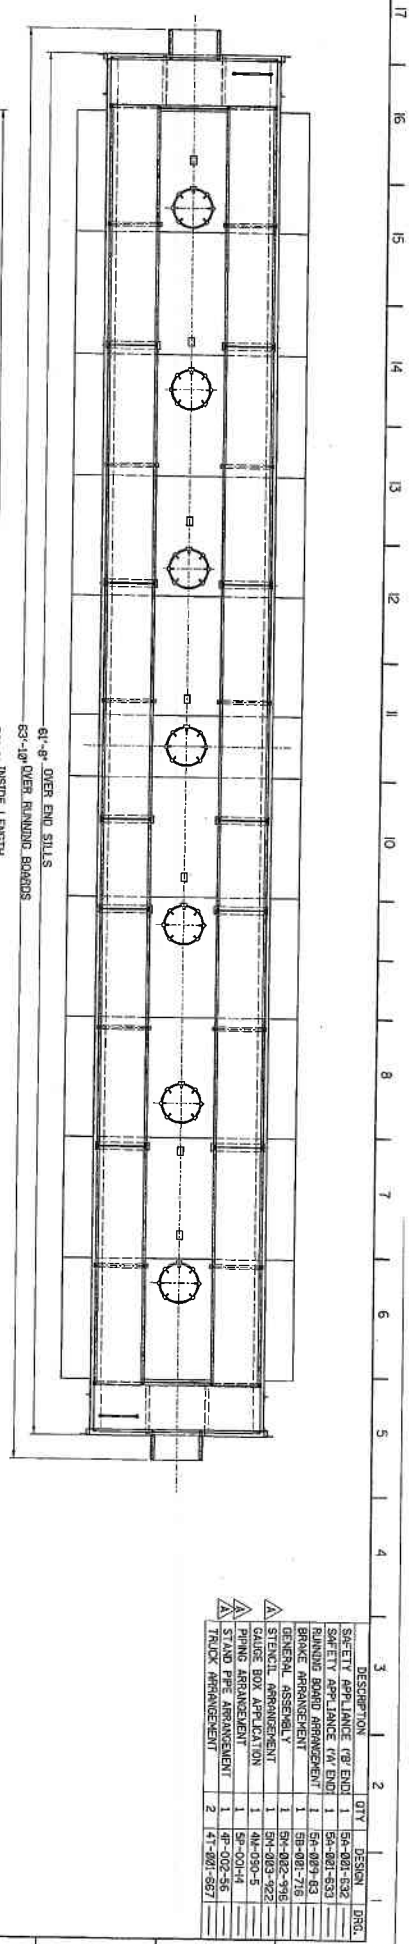 17
16
15
14
13
12
11
10
8
7
6
5
4
3
2
1
61'-8" OVER END SILLS
63'-10" OVER RUNNING BOARDS
INSIDE LENGTH
DESCRIPTION QTY DESIGN DRG.
SAFETY APPLIANCE ('B' END) 1 5A-001-632
SAFETY APPLIANCE ('A' END) 1 5A-001-633
RUNNING BOARD ARRANGEMENT 1 5A-009-83
BRAKE ARRANGEMENT 1 5B-001-716
GENERAL ASSEMBLY 1 5M-002-996
A STENCIL ARRANGEMENT 1 5M-003-922
GAUGE BOX APPLICATION 1 4M-090-5
A PIPING ARRANGEMENT 1 5P-001-14
A STAND PIPE ARRANGEMENT 1 4P-002-56
TRUCK ARRANGEMENT 2 4T-001-667